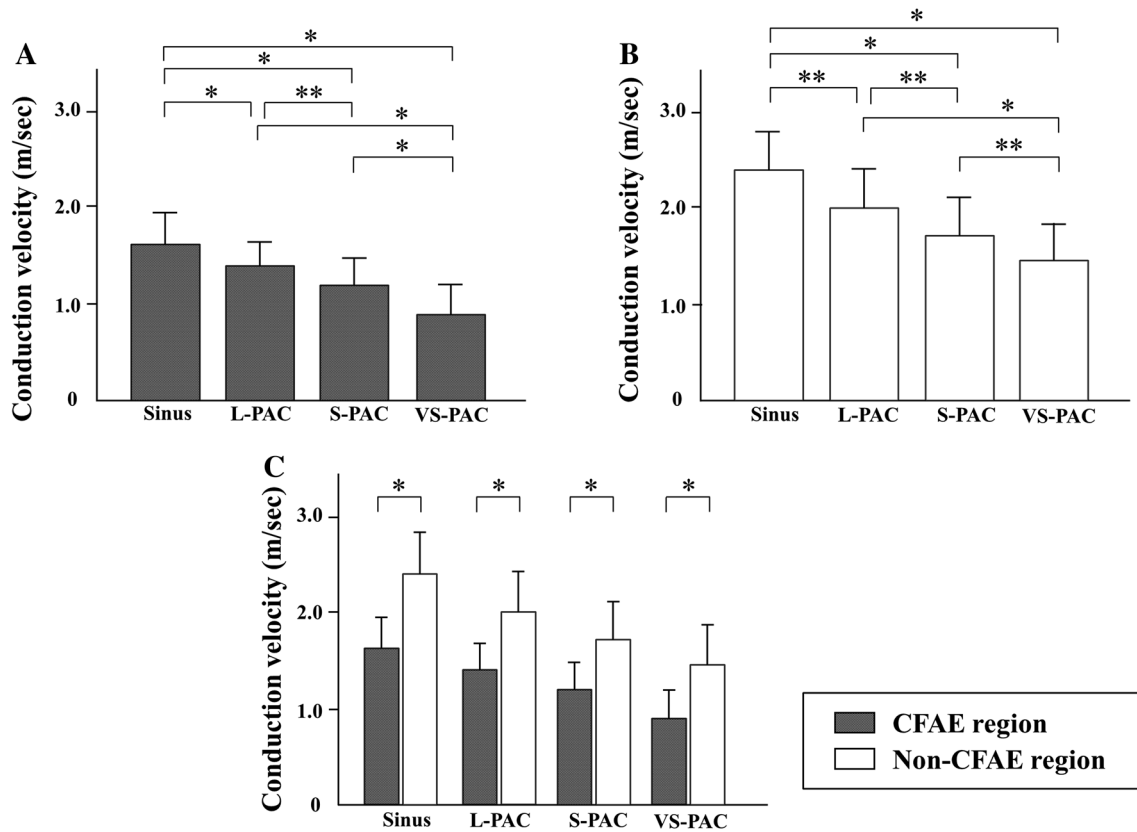 A
Conduction velocity (m/sec)
3.0
2.0
1.0
0
*
*
* **
*
*
Sinus L-PAC S-PAC VS-PAC
B
Conduction velocity (m/sec)
3.0
2.0
1.0
0
*
*
** **
*
**
Sinus L-PAC S-PAC VS-PAC
C
Conduction velocity (m/sec)
3.0
2.0
1.0
0
* * * *
Sinus L-PAC S-PAC VS-PAC
CFAE region
Non-CFAE region